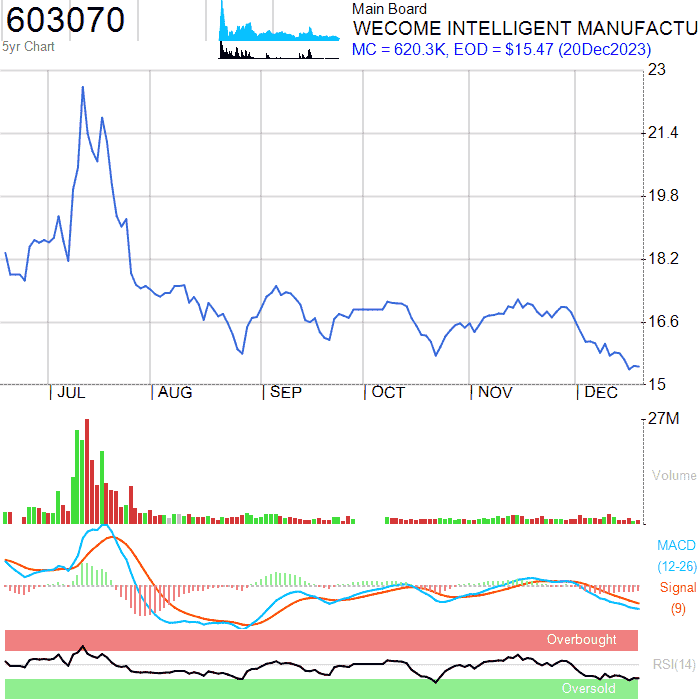 603070
5yr Chart
Main Board
WECOME INTELLIGENT MANUFACTU
MC = 620.3K, EOD = $15.47 (20Dec2023)
23
21.4
19.8
18.2
16.6
15
JUL
AUG
SEP
OCT
NOV
DEC
27M
Volume
MACD
(12-26)
Signal
(9)
Overbought
RSI(14)
Oversold